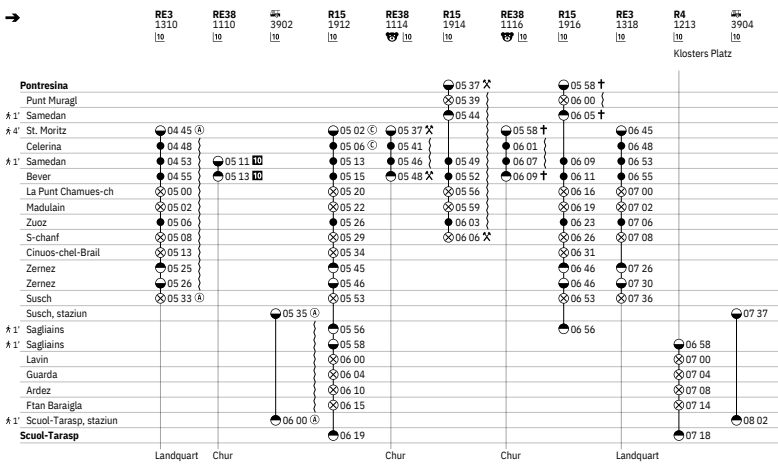 ➔ RE3 RE38 R15 RE38 R15 RE38 R15 RE3 R4
1310 1110 3902 1912 1114 1914 1116 1916 1318 1213 3904
10 10 10 10 10 10 10 10 10 10 10
Klosters Platz
Pontresina 05 37 05 58 †
Punt Muragl 05 39 06 00
1' Samedan 05 44 06 05 †
4' St. Moritz 04 45 Ⓐ 05 02 Ⓒ 05 37 05 58 † 06 45
Celerina 04 48 05 06 Ⓒ 05 41 06 01 06 48
1' Samedan 04 53 05 11 10 05 13 05 46 05 49 06 07 06 09 06 53
Bever 04 55 05 13 10 05 15 05 48 05 52 06 09 † 06 11 06 55
La Punt Chamues-ch 05 00 05 20 05 56 06 16 07 00
Madulain 05 02 05 22 05 59 06 19 07 02
Zuoz 05 06 05 26 06 03 06 23 07 06
S-chanf 05 08 05 29 06 06 06 26 07 08
Cinuos-chel-Brail 05 13 05 34 06 31
Zernez 05 25 05 45 06 46 07 26
Zernez 05 26 05 46 06 46 07 30
Susch 05 33 Ⓐ 05 53 06 53 07 36
Susch, staziun 05 35 Ⓐ 07 37
1' Sagliains 05 56 06 56
1' Sagliains 05 58 06 58
Lavin 06 00 07 00
Guarda 06 04 07 04
Ardez 06 10 07 08
Ftan Baraigla 06 15 07 14
1' Scuol-Tarasp, staziun 06 00 Ⓐ 08 02
Scuol-Tarasp 06 19 07 18
Landquart Chur Chur Chur Landquart